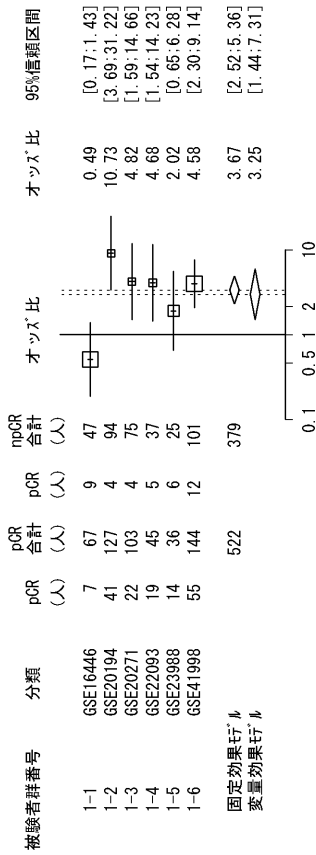 被験者群番号 分類 pCR (人) pCR 合計 (人) pCR (人) npCR 合計 (人) オッズ比 オッズ比 95%信頼区間
1-1 GSE16446 7 67 9 47 0.49 [0.17;1.43]
1-2 GSE20194 41 127 4 94 10.73 [3.69;31.22]
1-3 GSE20271 22 103 4 75 4.82 [1.59;14.66]
1-4 GSE22093 19 45 5 37 4.68 [1.54;14.23]
1-5 GSE23988 14 36 6 25 2.02 [0.65;6.28]
1-6 GSE41998 55 144 12 101 4.58 [2.30;9.14]
固定効果モデル 522 379 3.67 [2.52;5.36]
変量効果モデル 3.25 [1.44;7.31]
0.1 0.5 1 2 10